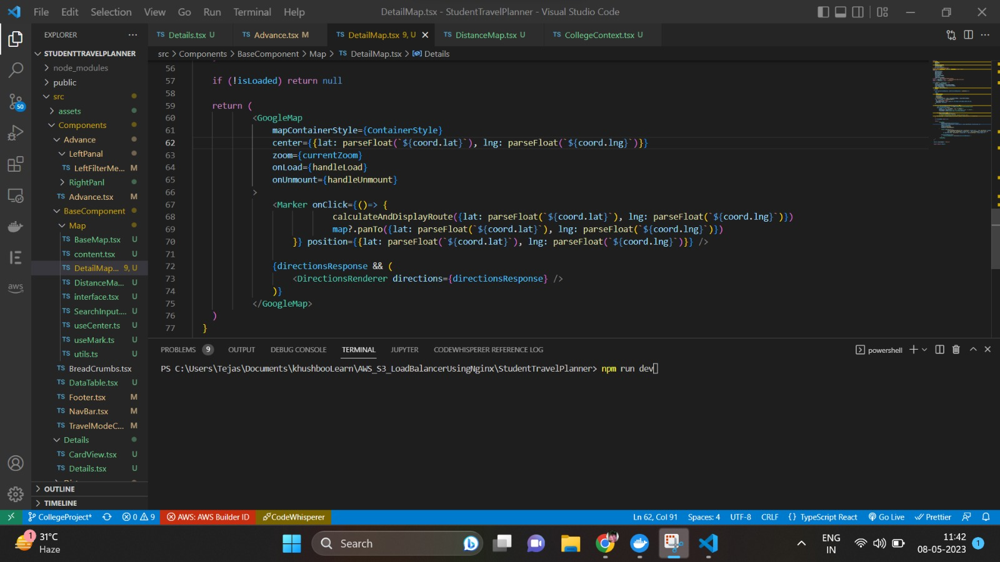 File Edit Selection View Go Run Terminal Help
DetailMap.tsx - StudentTravelPlanner - Visual Studio Code
EXPLORER
TS Details.tsx U
TS Advance.tsx M
TS DetailMap.tsx 9, U
TS DistanceMap.tsx U
TS CollegeContext.tsx U
STUDENTTRAVELPLANNER
node_modules
public
src
assets
Components
Advance
LeftPanal
TS LeftFilterMe... M
RightPanl
TS Advance.tsx M
BaseComponent
Map
TS BaseMap.tsx U
TS content.tsx U
TS DetailMap... 9, U
TS DistanceMa... U
TS interface.tsx U
TS SearchInput.... U
TS useCenter.ts U
TS useMark.ts U
TS utils.ts U
TS BreadCrumbs.tsx
TS DataTable.tsx U
TS Footer.tsx M
TS NavBar.tsx M
TS TravelModeC... M
Details
TS CardView.tsx U
TS Details.tsx U
OUTLINE
TIMELINE
50
src > Components > BaseComponent > Map > TS DetailMap.tsx > Details
56
57 if (!isLoaded) return null
58
59 return (
60 <GoogleMap
61 mapContainerStyle={ContainerStyle}
62 center={{lat: parseFloat(`${coord.lat}`), lng: parseFloat(`${coord.lng}`)}}
63 zoom={currentZoom}
64 onLoad={handleLoad}
65 onUnmount={handleUnmount}
66 >
67 <Marker onClick={()=> {
68 calculateAndDisplayRoute({lat: parseFloat(`${coord.lat}`), lng: parseFloat(`${coord.lng}`)})
69 map?.panTo({lat: parseFloat(`${coord.lat}`), lng: parseFloat(`${coord.lng}`)})
70 }} position={{lat: parseFloat(`${coord.lat}`), lng: parseFloat(`${coord.lng}`)}} />
71
72 {directionsResponse && (
73 <DirectionsRenderer directions={directionsResponse} />
74 )}
75 </GoogleMap>
76 )
77 }
PROBLEMS 9 OUTPUT DEBUG CONSOLE TERMINAL JUPYTER CODEWHISPERER REFERENCE LOG
powershell
PS C:\Users\Tejas\Documents\khushbooLearn\AWS_S3_LoadBalancerUsingNginx\StudentTravelPlanner> npm run dev
aws
CollegeProject* 0 9 AWS: AWS Builder ID CodeWhisperer
Ln 62, Col 91 Spaces: 4 UTF-8 CRLF {} TypeScript React Go Live Prettier
1
31°C
Haze
Search
ENG
IN
11:42
08-05-2023
1